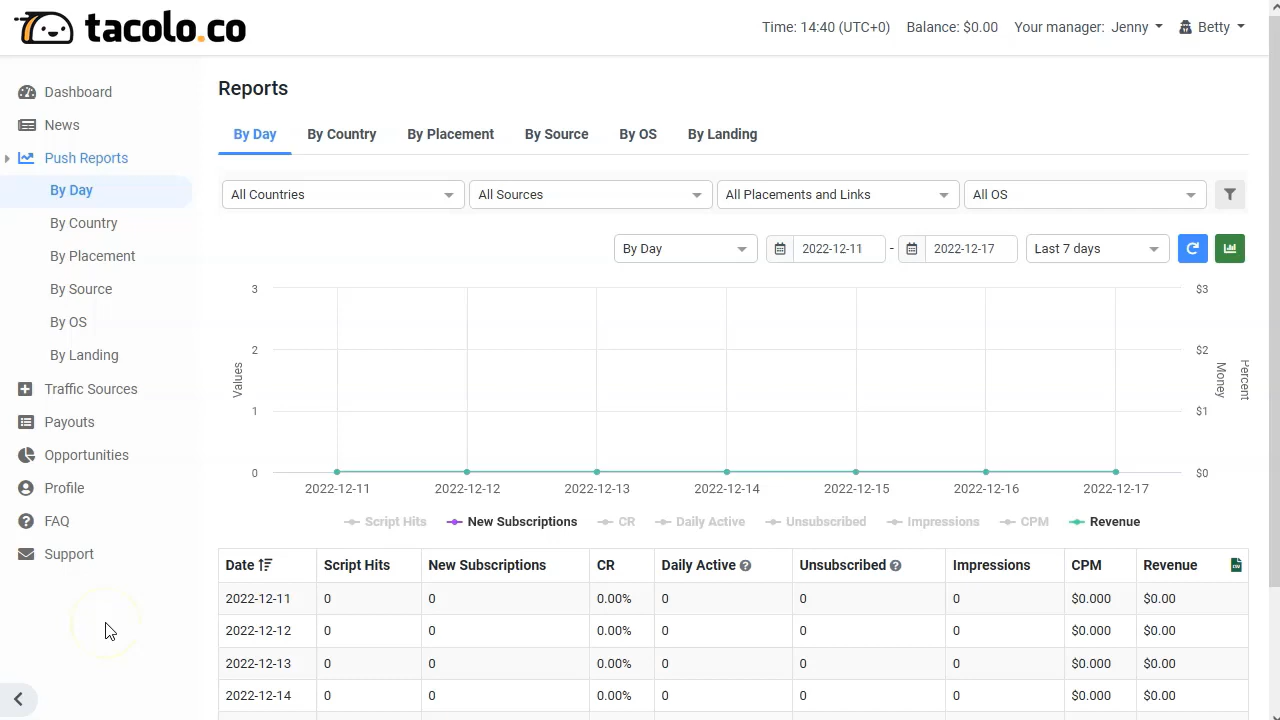 tacolo.co
Time: 14:40 (UTC+0) Balance: $0.00 Your manager: Jenny Betty
Dashboard
News
Push Reports
By Day
By Country
By Placement
By Source
By OS
By Landing
Traffic Sources
Payouts
Opportunities
Profile
FAQ
Support
Reports
By Day By Country By Placement By Source By OS By Landing
All Countries All Sources All Placements and Links All OS
By Day 2022-12-11 - 2022-12-17 Last 7 days
3 $3
2 $2
1 $1
0 $0
Values
Money
Percent
2022-12-11 2022-12-12 2022-12-13 2022-12-14 2022-12-15 2022-12-16 2022-12-17
Script Hits New Subscriptions CR Daily Active Unsubscribed Impressions CPM Revenue
Date Script Hits New Subscriptions CR Daily Active Unsubscribed Impressions CPM Revenue
2022-12-11 0 0 0.00% 0 0 0 $0.000 $0.00
2022-12-12 0 0 0.00% 0 0 0 $0.000 $0.00
2022-12-13 0 0 0.00% 0 0 0 $0.000 $0.00
2022-12-14 0 0 0.00% 0 0 0 $0.000 $0.00